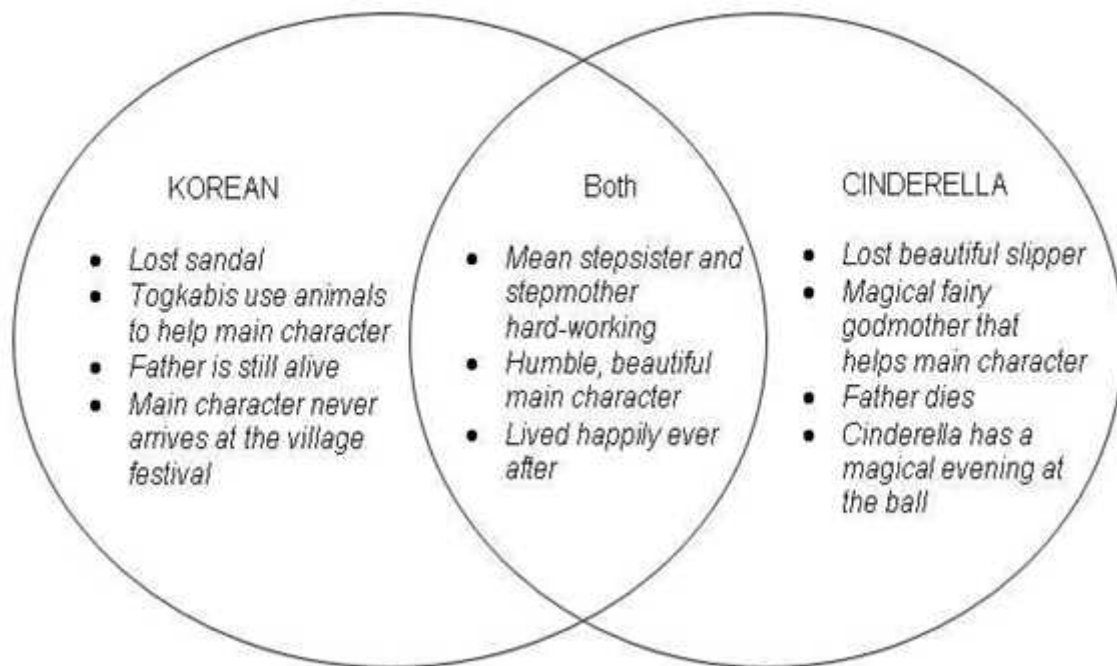 KOREAN
• Lost sandal
• Togkabis use animals
to help main character
• Father is still alive
• Main character never
arrives at the village
festival
Both
• Mean stepsister and
stepmother
hard-working
• Humble, beautiful
main character
• Lived happily ever
after
CINDERELLA
• Lost beautiful slipper
• Magical fairy
godmother that
helps main character
• Father dies
• Cinderella has a
magical evening at
the ball